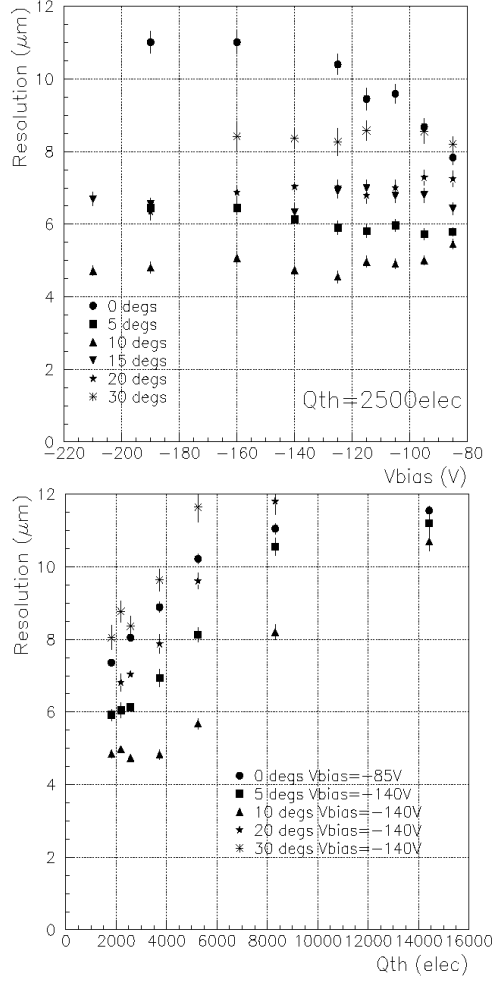 Resolution (μm)
12
10
8
6
4
2
0
0 degs
5 degs
10 degs
15 degs
20 degs
30 degs
Qth=2500elec
−220 −200 −180 −160 −140 −120 −100 −80
Vbias (V)
Resolution (μm)
12
10
8
6
4
2
0
0 degs Vbias=−85V
5 degs Vbias=−140V
10 degs Vbias=−140V
20 degs Vbias=−140V
30 degs Vbias=−140V
0 2000 4000 6000 8000 10000 12000 14000 16000
Qth (elec)